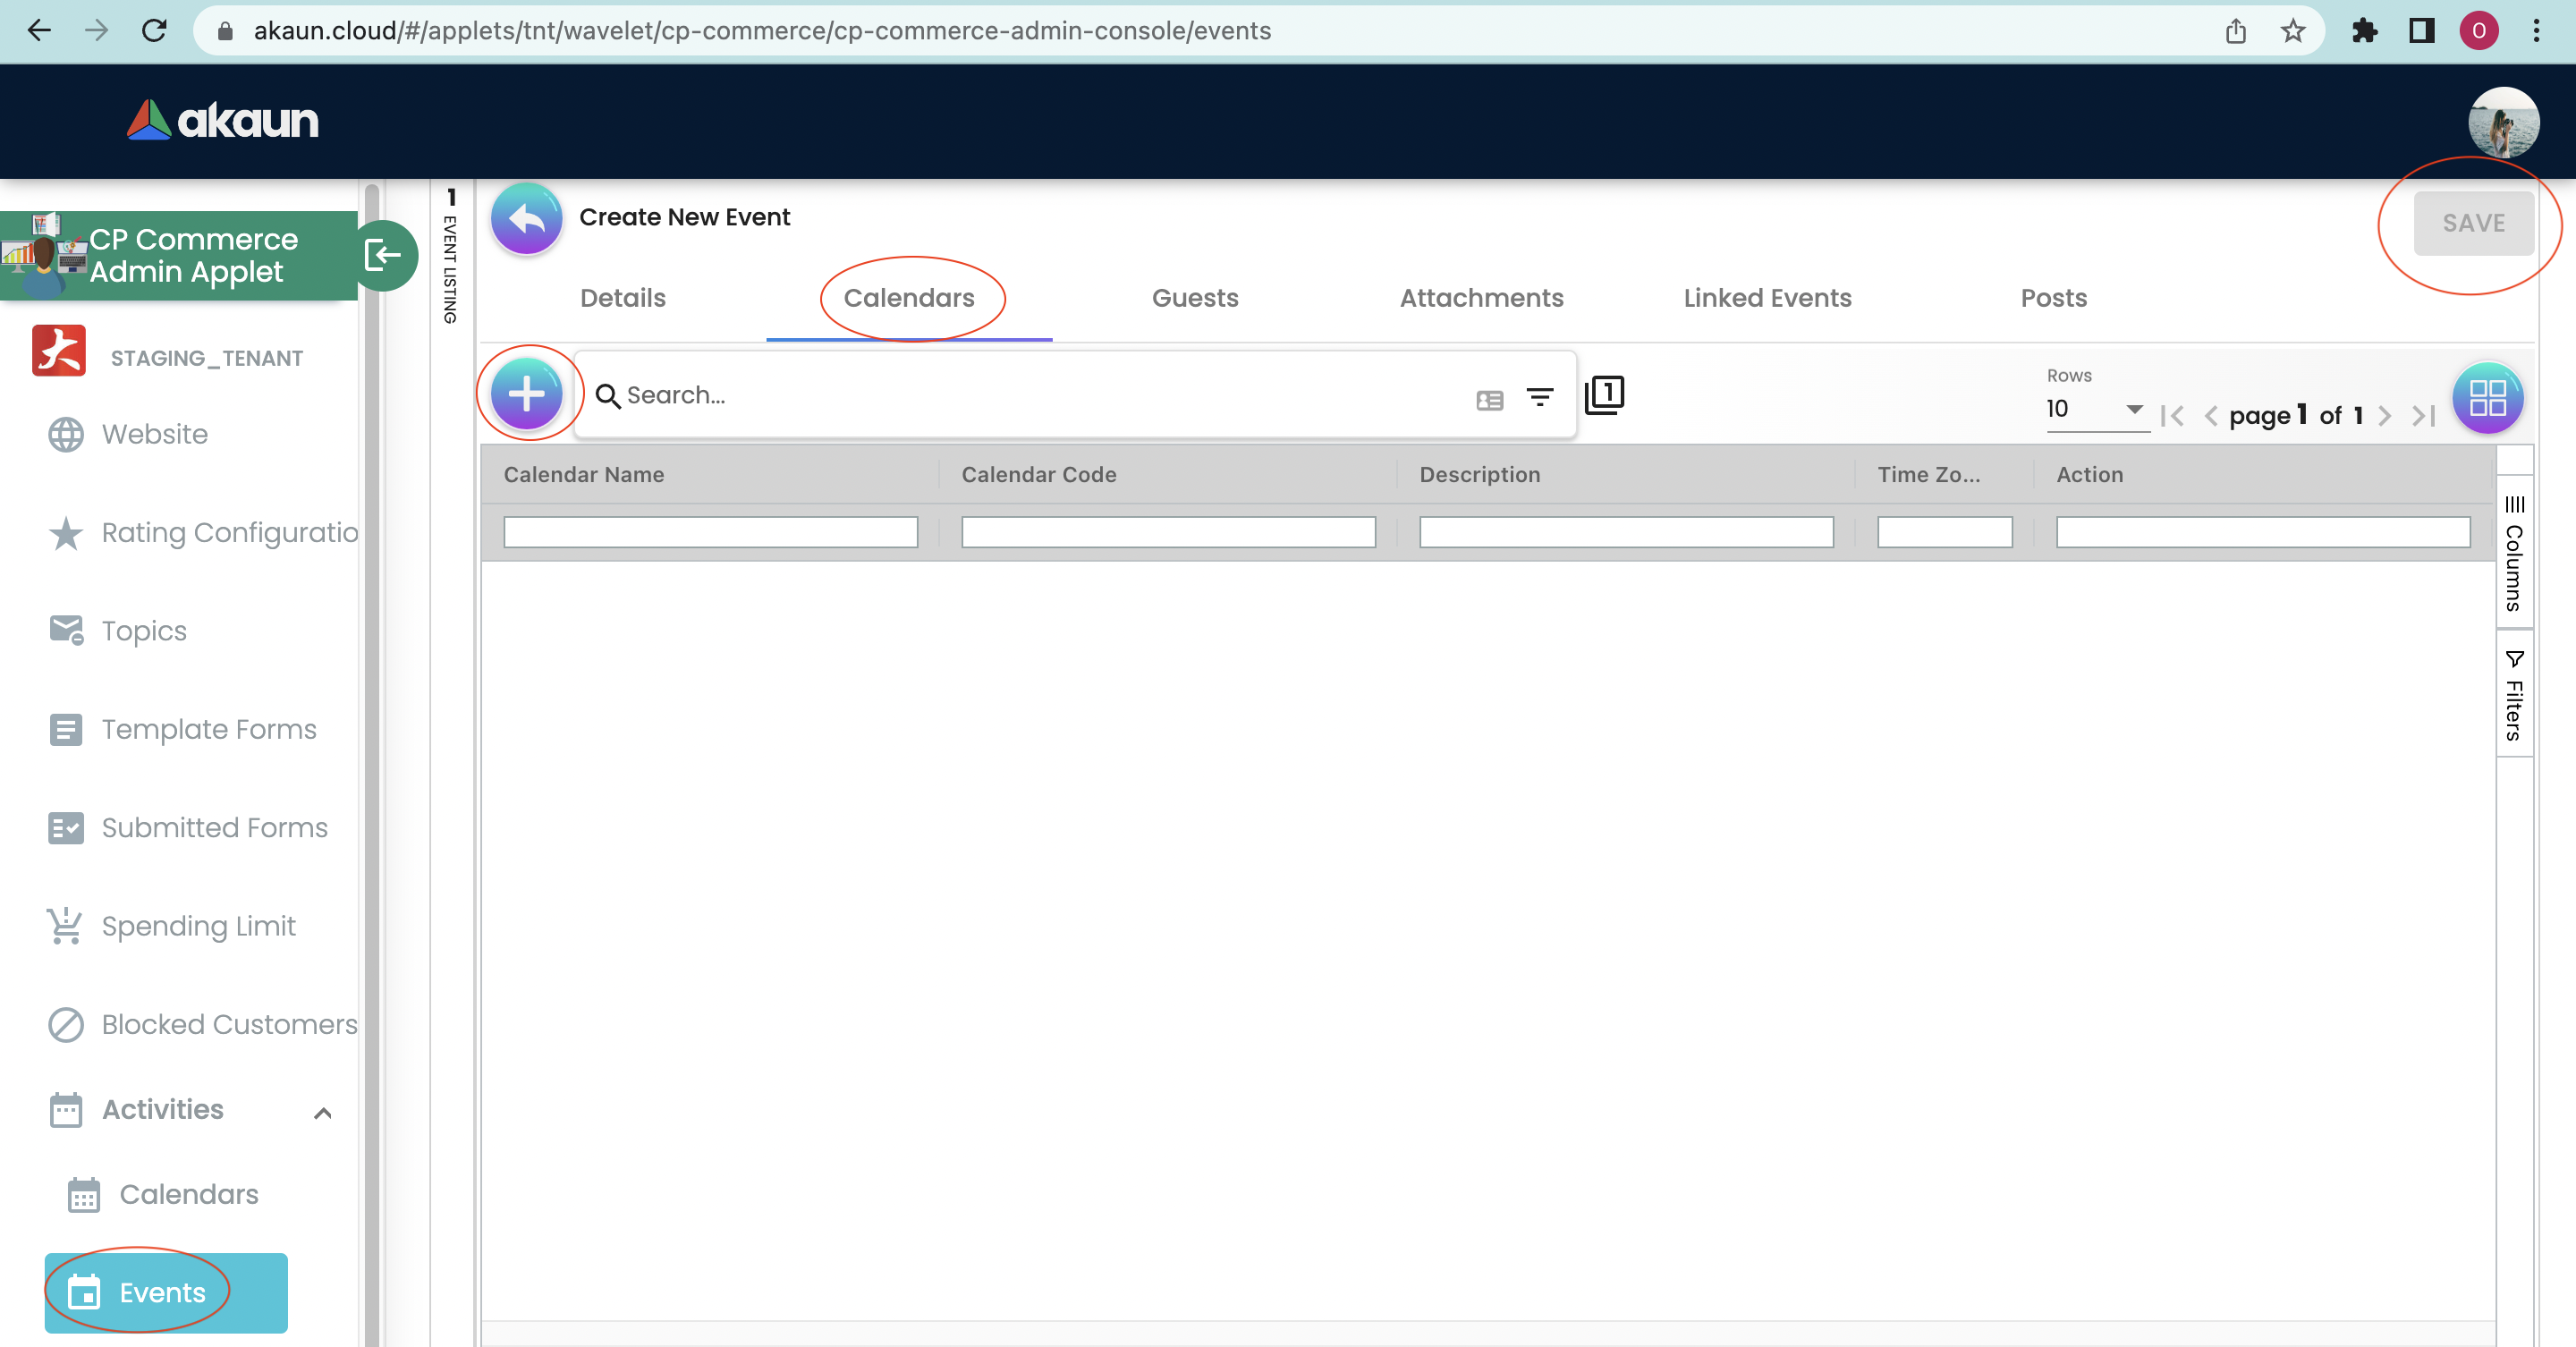 akaun.cloud/#/applets/tnt/wavelet/cp-commerce/cp-commerce-admin-console/events
O
akaun
CP Commerce
Admin Applet
STAGING_TENANT
Website
Rating Configuratio
Topics
Template Forms
Submitted Forms
Spending Limit
Blocked Customers
Activities
Calendars
Events
1 EVENT LISTING
Create New Event
SAVE
Details Calendars Guests Attachments Linked Events Posts
Search...
1
Rows
10
page 1 of 1
Calendar Name Calendar Code Description Time Zo... Action
Columns
Filters